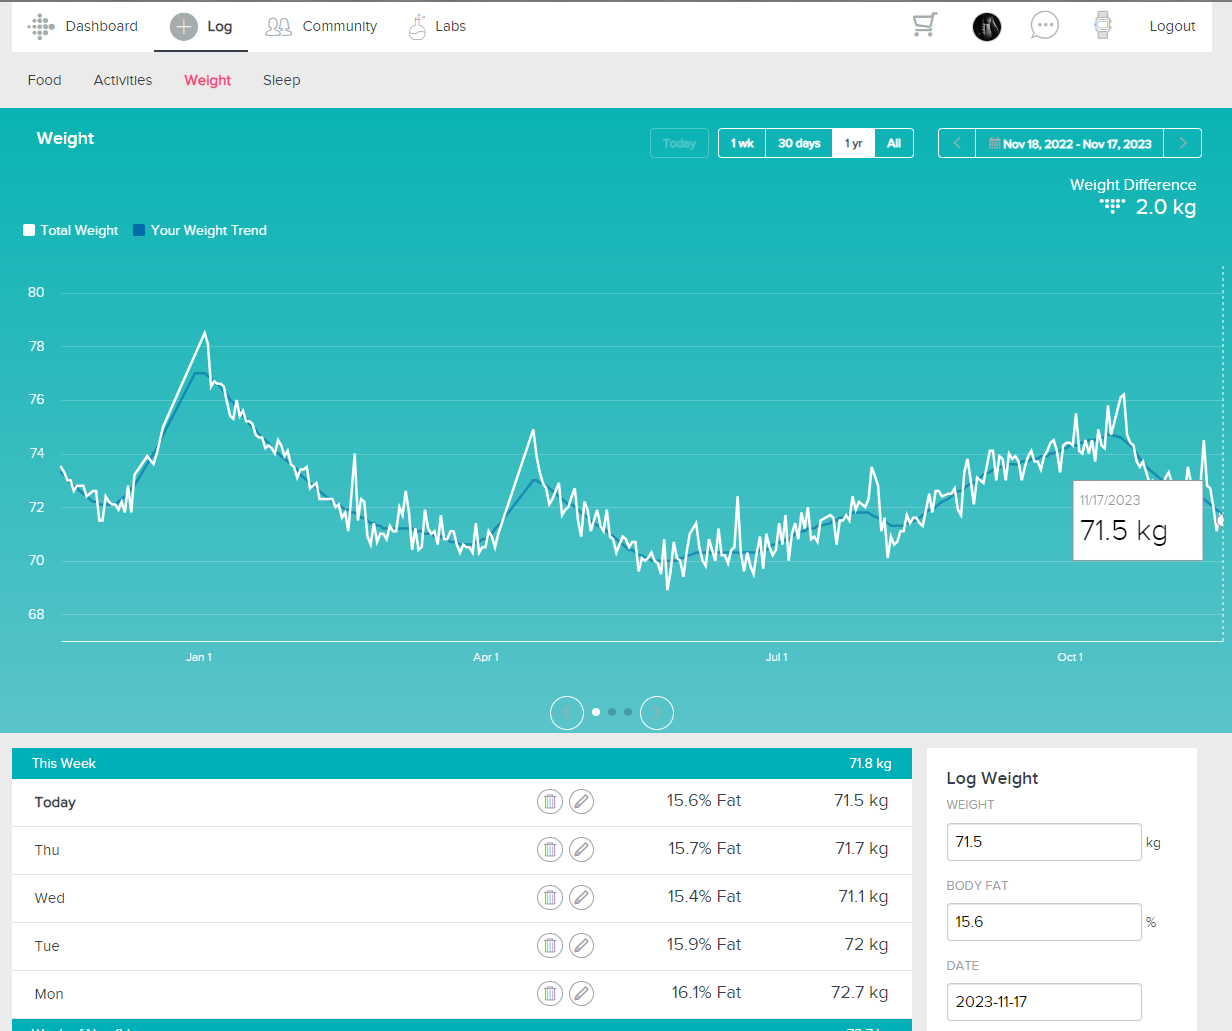 Dashboard Log Community Labs Logout
Food Activities Weight Sleep
Weight
Today 1 wk 30 days 1 yr All Nov 18, 2022 - Nov 17, 2023
Weight Difference
2.0 kg
Total Weight Your Weight Trend
80
78
76
74
72
70
68
11/17/2023
71.5 kg
Jan 1 Apr 1 Jul 1 Oct 1
This Week 71.8 kg
Today 15.6% Fat 71.5 kg
Thu 15.7% Fat 71.7 kg
Wed 15.4% Fat 71.1 kg
Tue 15.9% Fat 72 kg
Mon 16.1% Fat 72.7 kg
Log Weight
WEIGHT
71.5 kg
BODY FAT
15.6 %
DATE
2023-11-17